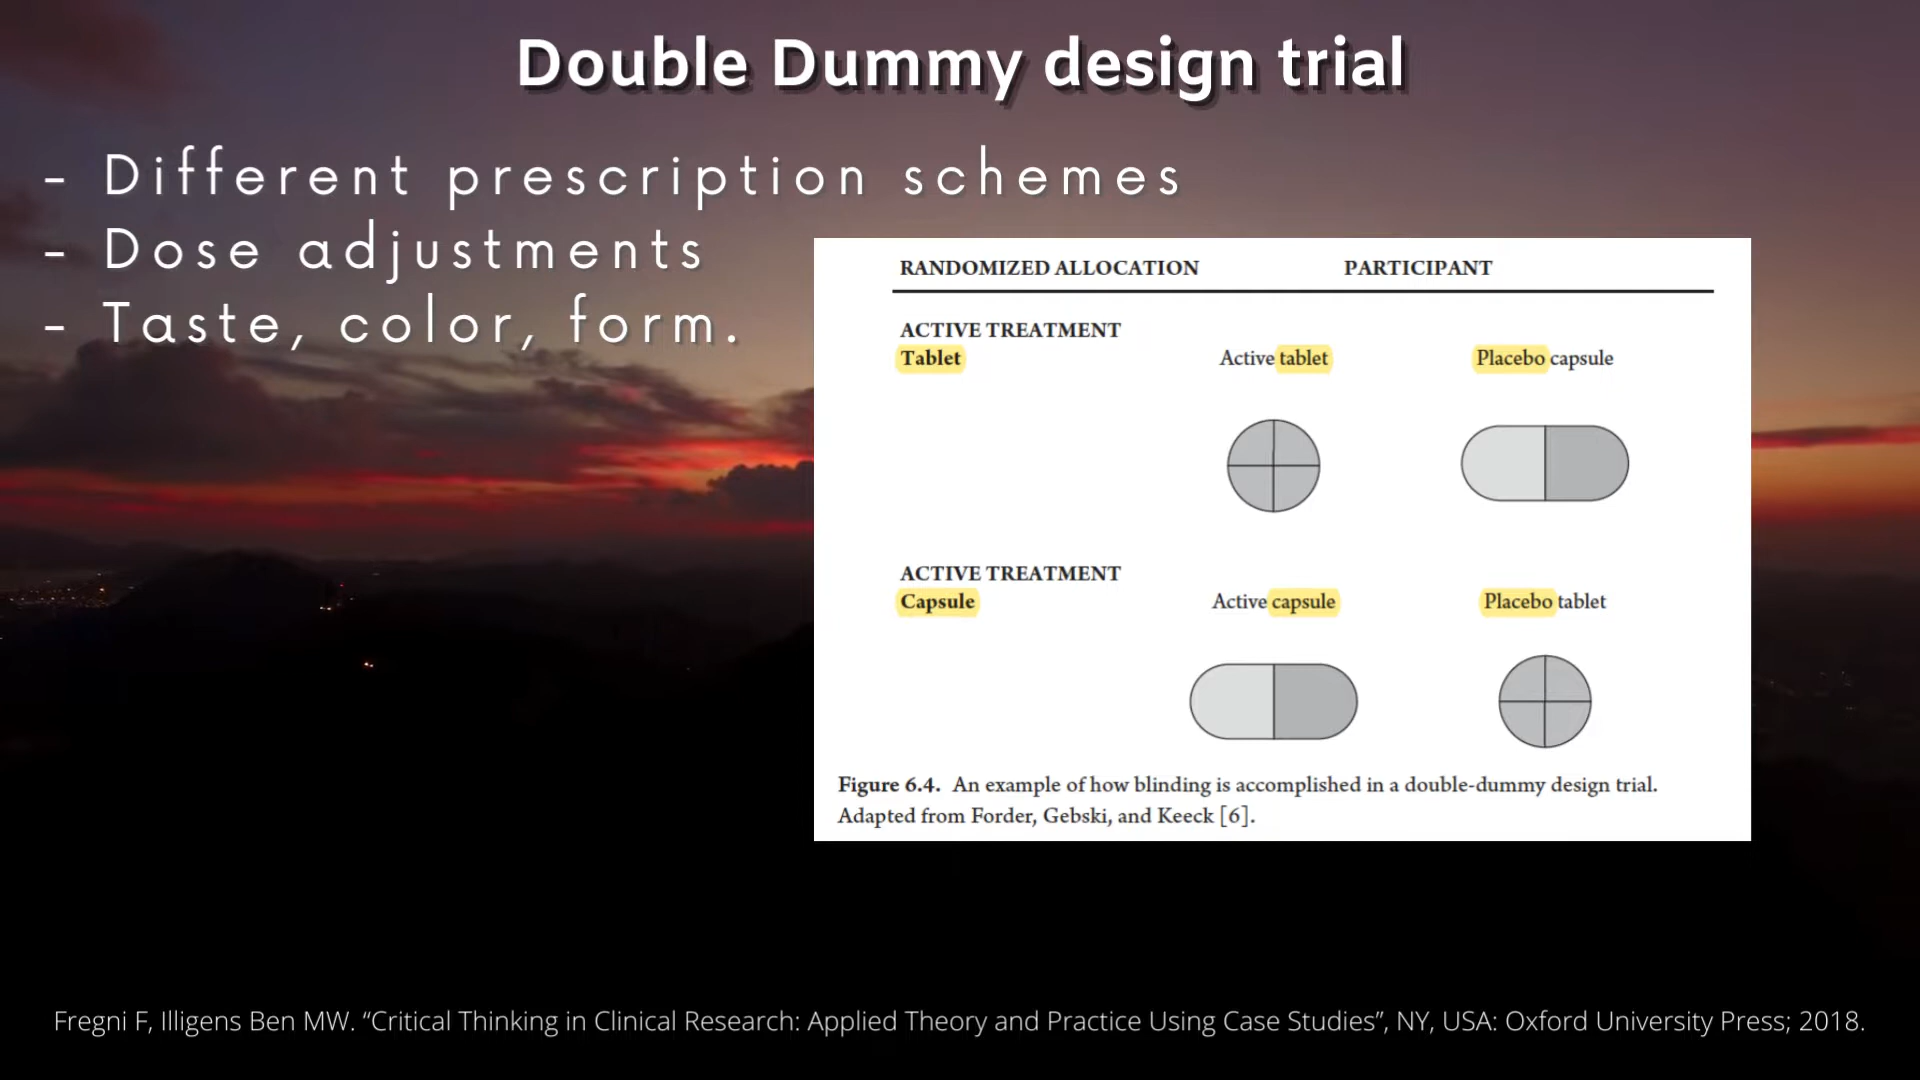 Double Dummy design trial
- Different prescription schemes
- Dose adjustments
- Taste, color, form.
RANDOMIZED ALLOCATION PARTICIPANT
ACTIVE TREATMENT
Tablet Active tablet Placebo capsule
ACTIVE TREATMENT
Capsule Active capsule Placebo tablet
Figure 6.4. An example of how blinding is accomplished in a double-dummy design trial.
Adapted from Forder, Gebski, and Keeck [6].
Fregni F, Illigens Ben MW. “Critical Thinking in Clinical Research: Applied Theory and Practice Using Case Studies”, NY, USA: Oxford University Press; 2018.